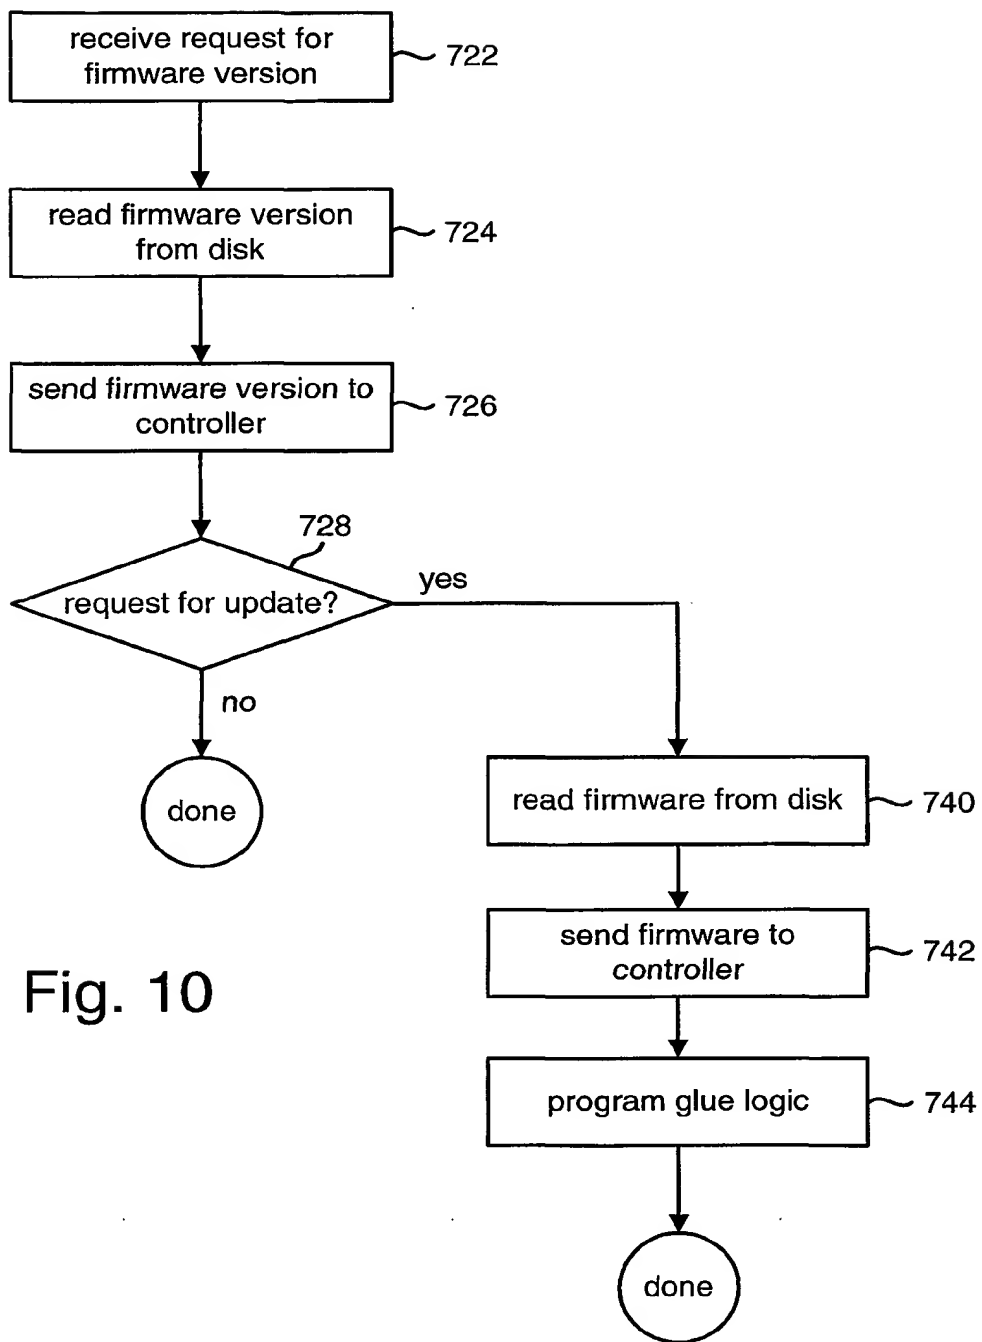 receive request for
firmware version
722
read firmware version
from disk
724
send firmware version to
controller
726
728
request for update?
yes
no
done
read firmware from disk
740
send firmware to
controller
742
Fig. 10
program glue logic
744
done